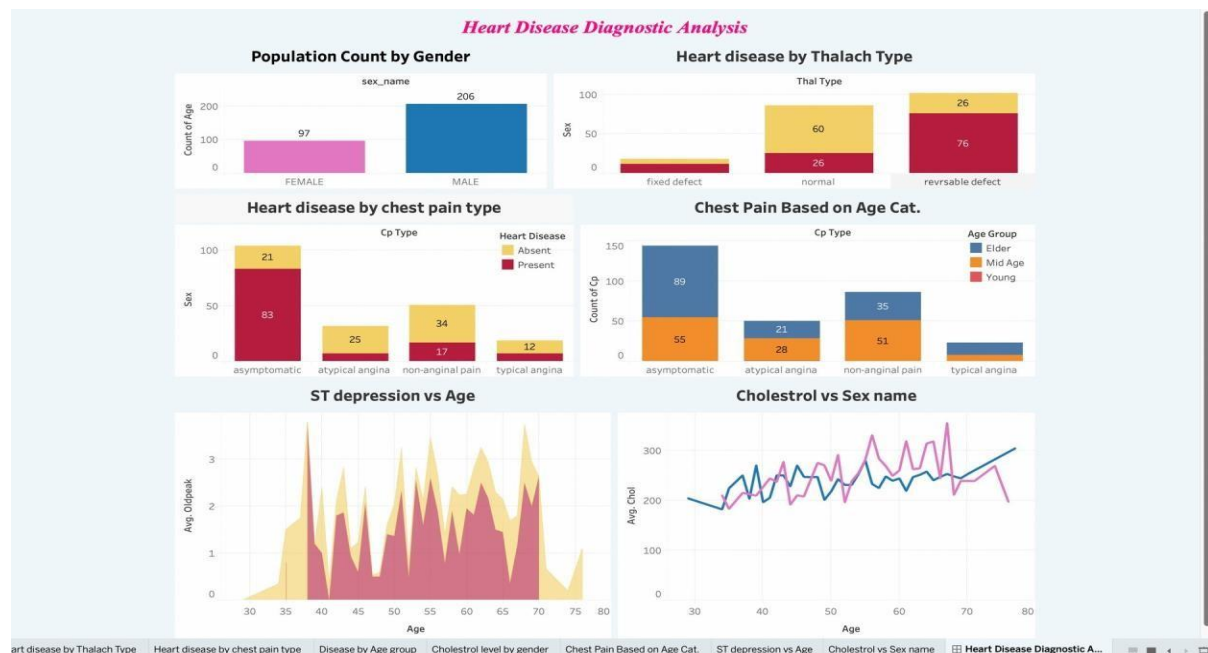 Heart Disease Diagnostic Analysis
Population Count by Gender
sex_name
Count of Age
200
100
0
97
206
FEMALE MALE
Heart disease by Thalach Type
Thal Type
Sex
100
50
0
60
26
26
76
fixed defect normal revrsable defect
Heart disease by chest pain type
Cp Type
Heart Disease
Absent
Present
Sex
100
50
0
21
83
25
34
17
12
asymptomatic atypical angina non-anginal pain typical angina
Chest Pain Based on Age Cat.
Cp Type
Age Group
Elder
Mid Age
Young
Count of Cp
150
100
50
0
89
55
21
28
35
51
asymptomatic atypical angina non-anginal pain typical angina
ST depression vs Age
Avg. Oldpeak
3
2
1
0
30 35 40 45 50 55 60 65 70 75 80
Age
Cholestrol vs Sex name
Avg. Chol
300
200
100
0
30 40 50 60 70 80
Age
art disease by Thalach Type Heart disease by chest pain type Disease by Age group Cholestrol level by gender Chest Pain Based on Age Cat. ST depression vs Age Cholestrol vs Sex name Heart Disease Diagnostic A...